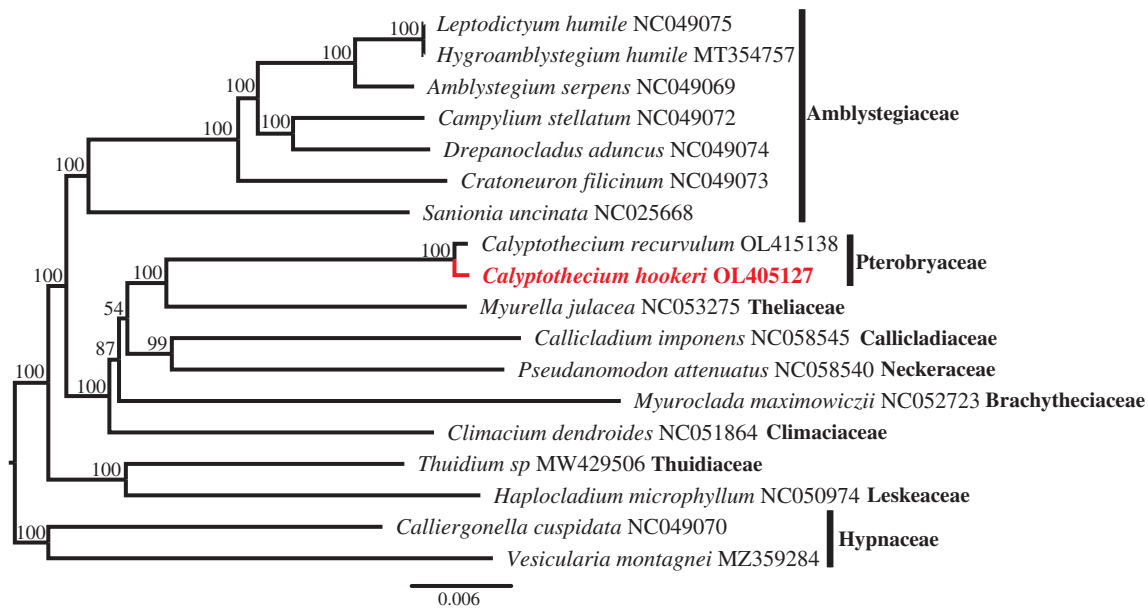 Leptodictyum humile NC049075
Hygroamblystegium humile MT354757
Amblystegium serpens NC049069
Campylium stellatum NC049072
Drepanocladus aduncus NC049074
Cratoneuron filicinum NC049073
Sanionia uncinata NC025668
Amblystegiaceae
Calyptothecium recurvulum OL415138
Calyptothecium hookeri OL405127
Pterobryaceae
Myurella julacea NC053275 Theliaceae
Callicladium imponens NC058545 Callicladiaceae
Pseudanomodon attenuatus NC058540 Neckeraceae
Myuroclada maximowiczii NC052723 Brachytheciaceae
Climacium dendroides NC051864 Climaciaceae
Thuidium sp MW429506 Thuidiaceae
Haplocladium microphyllum NC050974 Leskeaceae
Calliergonella cuspidata NC049070
Vesicularia montagnei MZ359284
Hypnaceae
100
100
100
100
100
100
100
100
100
54
99
87
100
100
100
100
0.006